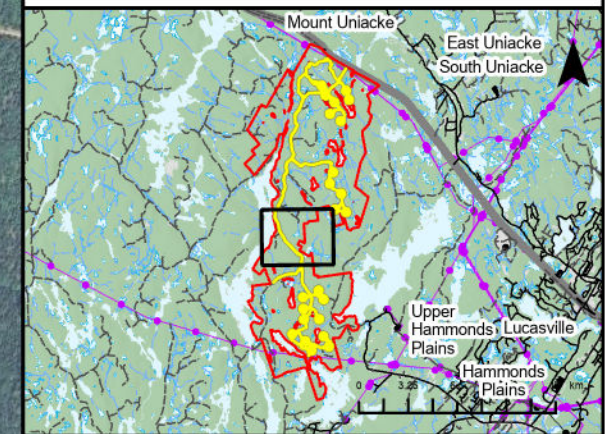 Mount Uniacke
East Uniacke
South Uniacke
Upper
Hammonds
Plains
Lucasville
Hammonds
Plains
0 3.25 km